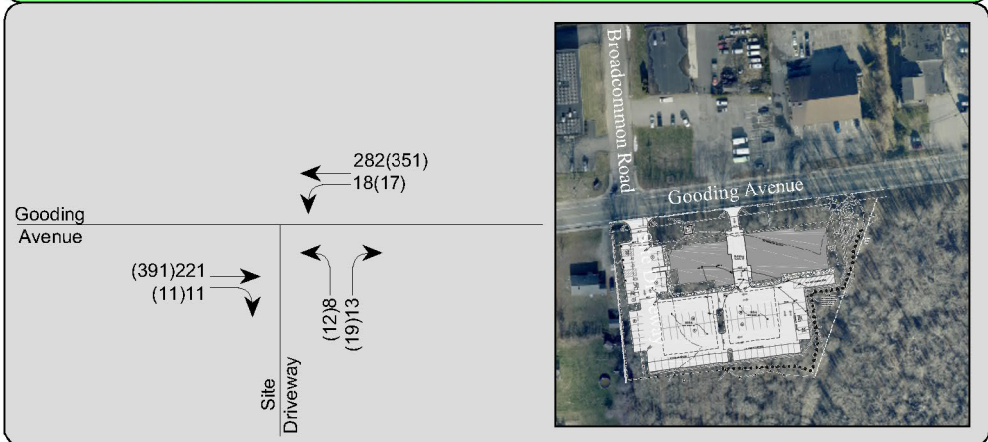 282(351)
18(17)
Gooding
Avenue
(391)221
(11)11
(12)8
(19)13
Site
Driveway
Broadcommon Road
Gooding Avenue